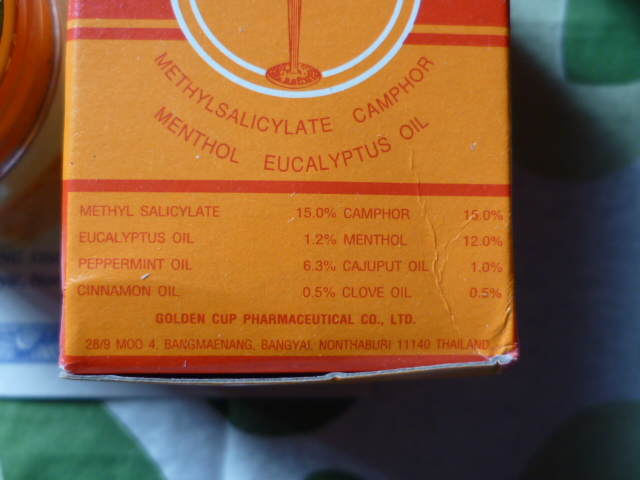 METHYLSALICYLATE CAMPHOR
MENTHOL EUCALYPTUS OIL
METHYL SALICYLATE 15.0% CAMPHOR 15.0%
EUCALYPTUS OIL 1.2% MENTHOL 12.0%
PEPPERMINT OIL 6.3% CAJUPUT OIL 1.0%
CINNAMON OIL 0.5% CLOVE OIL 0.5%
GOLDEN CUP PHARMACEUTICAL CO., LTD.
28/9 MOO 4, BANGMAENANG, BANGYAI, NONTHABURI 11140 THAILAND